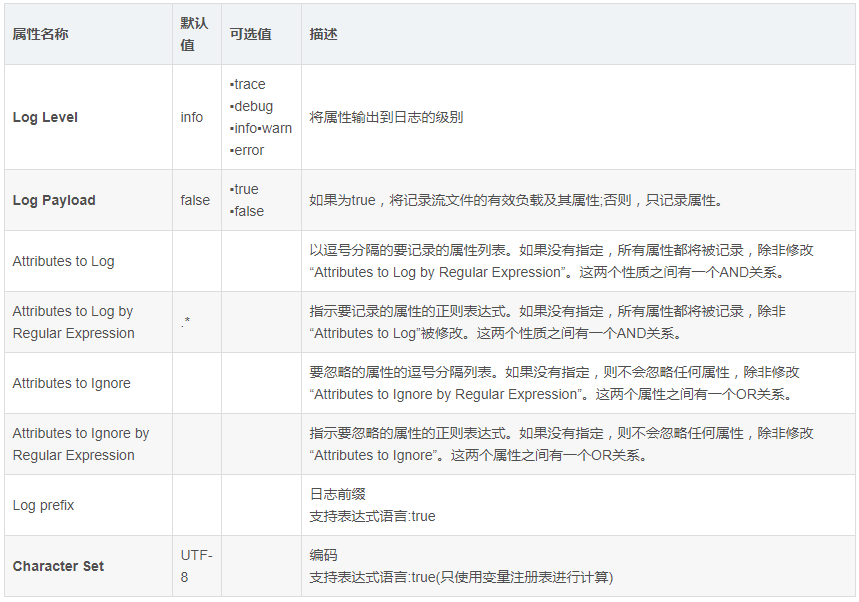 属性名称
默认
值
可选值
描述
Log Level
info
▪trace
▪debug
▪info▪warn
▪error
将属性输出到日志的级别
Log Payload
false
▪true
▪false
如果为true，将记录流文件的有效负载及其属性;否则，只记录属性。
Attributes to Log
以逗号分隔的要记录的属性列表。如果没有指定，所有属性都将被记录，除非修改
“Attributes to Log by Regular Expression”。这两个性质之间有一个AND关系。
Attributes to Log by
Regular Expression
.*
指示要记录的属性的正则表达式。如果没有指定，所有属性都将被记录，除非
“Attributes to Log”被修改。这两个性质之间有一个AND关系。
Attributes to Ignore
要忽略的属性的逗号分隔列表。如果没有指定，则不会忽略任何属性，除非修改
“Attributes to Ignore by Regular Expression”。这两个属性之间有一个OR关系。
Attributes to Ignore by
Regular Expression
指示要忽略的属性的正则表达式。如果没有指定，则不会忽略任何属性，除非修改
“Attributes to Ignore”。这两个属性之间有一个OR关系。
Log prefix
日志前缀
支持表达式语言:true
Character Set
UTF-
8
编码
支持表达式语言:true(只使用变量注册表进行计算)